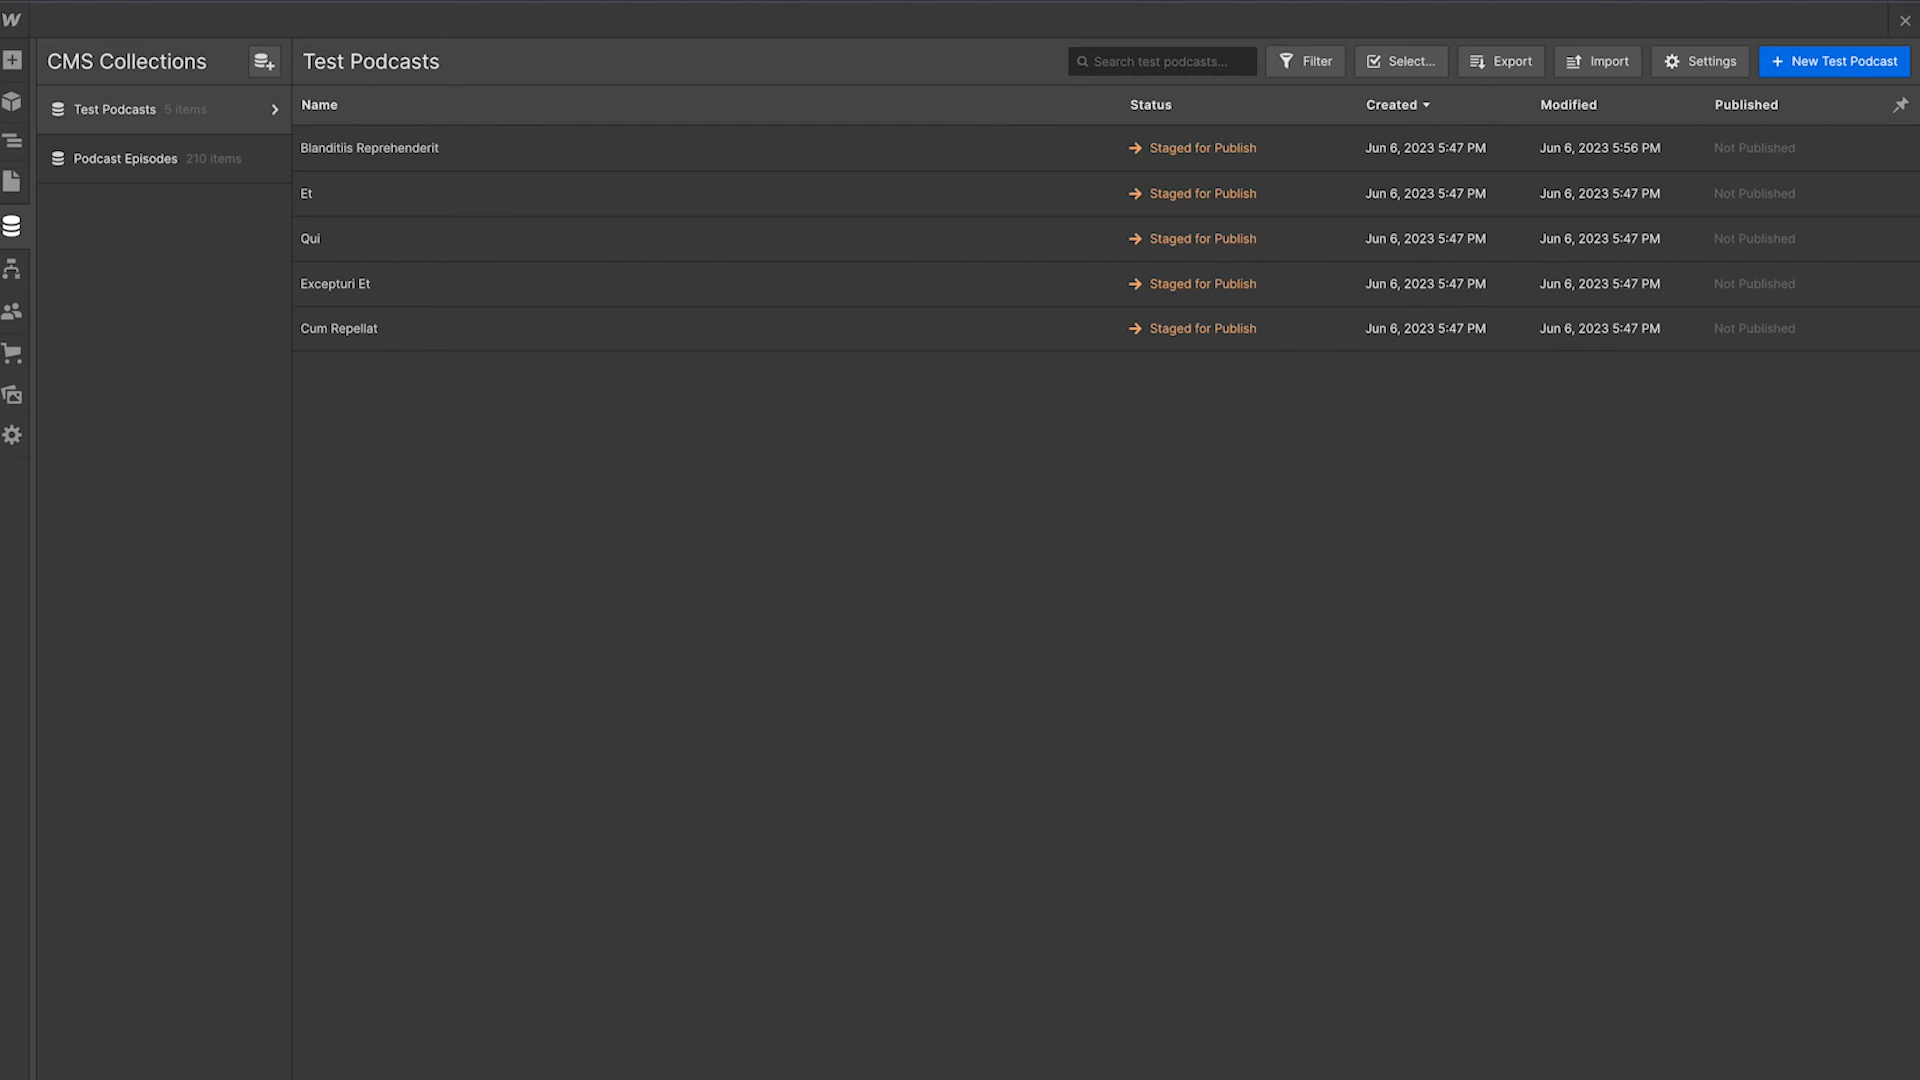 W
CMS Collections
Test Podcasts
Search test podcasts...
Filter
Select...
Export
Import
Settings
+ New Test Podcast
Test Podcasts 5 items
Podcast Episodes 210 items
Name Status Created Modified Published
Blanditiis Reprehenderit Staged for Publish Jun 6, 2023 5:47 PM Jun 6, 2023 5:56 PM Not Published
Et Staged for Publish Jun 6, 2023 5:47 PM Jun 6, 2023 5:47 PM Not Published
Qui Staged for Publish Jun 6, 2023 5:47 PM Jun 6, 2023 5:47 PM Not Published
Excepturi Et Staged for Publish Jun 6, 2023 5:47 PM Jun 6, 2023 5:47 PM Not Published
Cum Repellat Staged for Publish Jun 6, 2023 5:47 PM Jun 6, 2023 5:47 PM Not Published